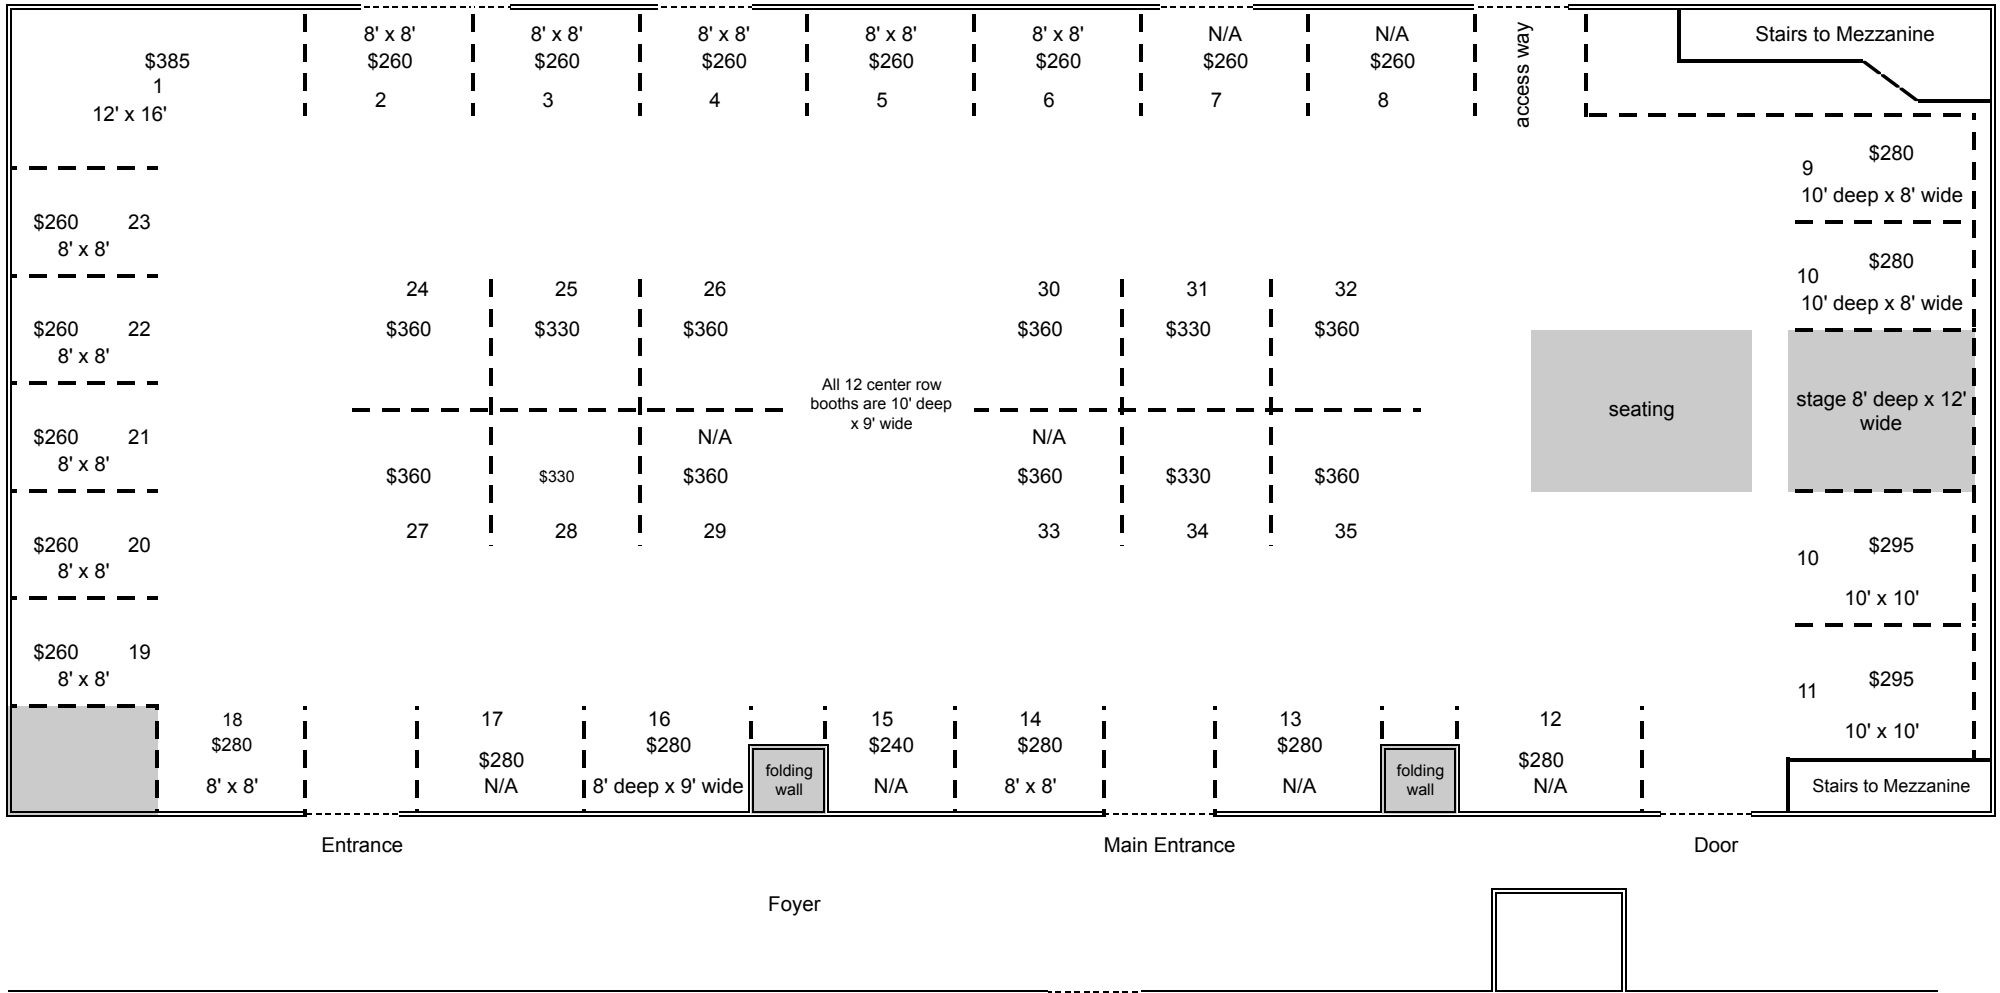 8' x 8'
8' x 8'
8' x 8'
8' x 8'
8' x 8'
N/A
N/A
access way
Stairs to Mezzanine
$385
$260
$260
$260
$260
$260
$260
$260
1
2
3
4
5
6
7
8
12' x 16'
9
$280
10' deep x 8' wide
$260 23
8' x 8'
10
$280
10' deep x 8' wide
24
25
26
30
31
32
$260 22
8' x 8'
$360
$330
$360
$360
$330
$360
All 12 center row
booths are 10' deep
x 9' wide
seating
stage 8' deep x 12'
wide
$260 21
8' x 8'
N/A
N/A
$360
$330
$360
$360
$330
$360
27
28
29
33
34
35
$260 20
8' x 8'
10
$295
10' x 10'
$260 19
8' x 8'
11
$295
10' x 10'
18
$280
8' x 8'
17
$280
N/A
16
$280
8' deep x 9' wide
folding
wall
15
$240
N/A
14
$280
8' x 8'
13
$280
N/A
folding
wall
12
$280
N/A
Stairs to Mezzanine
Entrance
Main Entrance
Door
Foyer